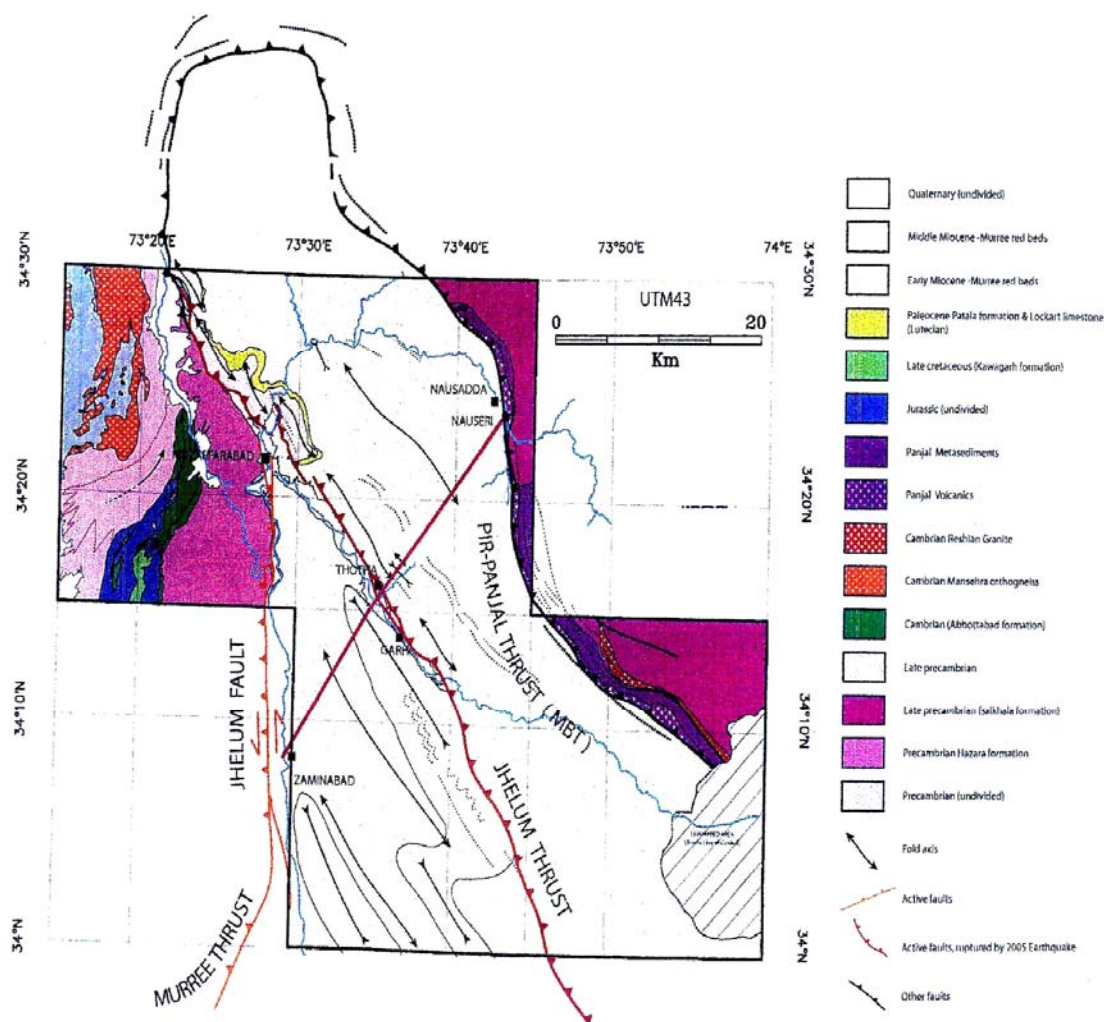 73°20'E
73°30'E
73°40'E
73°50'E
74°E
34°30'N
34°30'N
UTM43
0
20
Km
NAUSADDA
NAUSERI
34°20'N
34°20'N
THOTHA
GARHI
PIR-PANJAL THRUST (MBT)
JHELUM FAULT
34°10'N
34°10'N
ZAMINABAD
JHELUM THRUST
MURREE THRUST
34°N
34°N
Quaternary (undivided)
Middle Miocene -Murree red beds
Early Miocene -Murree red beds
Paleocene Patala formation & Lockart limestone
(Lutecian)
Late cretaceous (Kawagarh formation)
Jurassic (undivided)
Panjal Metasediments
Panjal Volcanics
Cambrian Reshian Granite
Cambrian Mansehra orthogneiss
Cambrian (Abbottabad formation)
Late precambrian
Late precambrian (salkhala formation)
Precambrian Hazara formation
Precambrian (undivided)
Fold axis
Active faults
Active faults, ruptured by 2005 Earthquake
Other faults